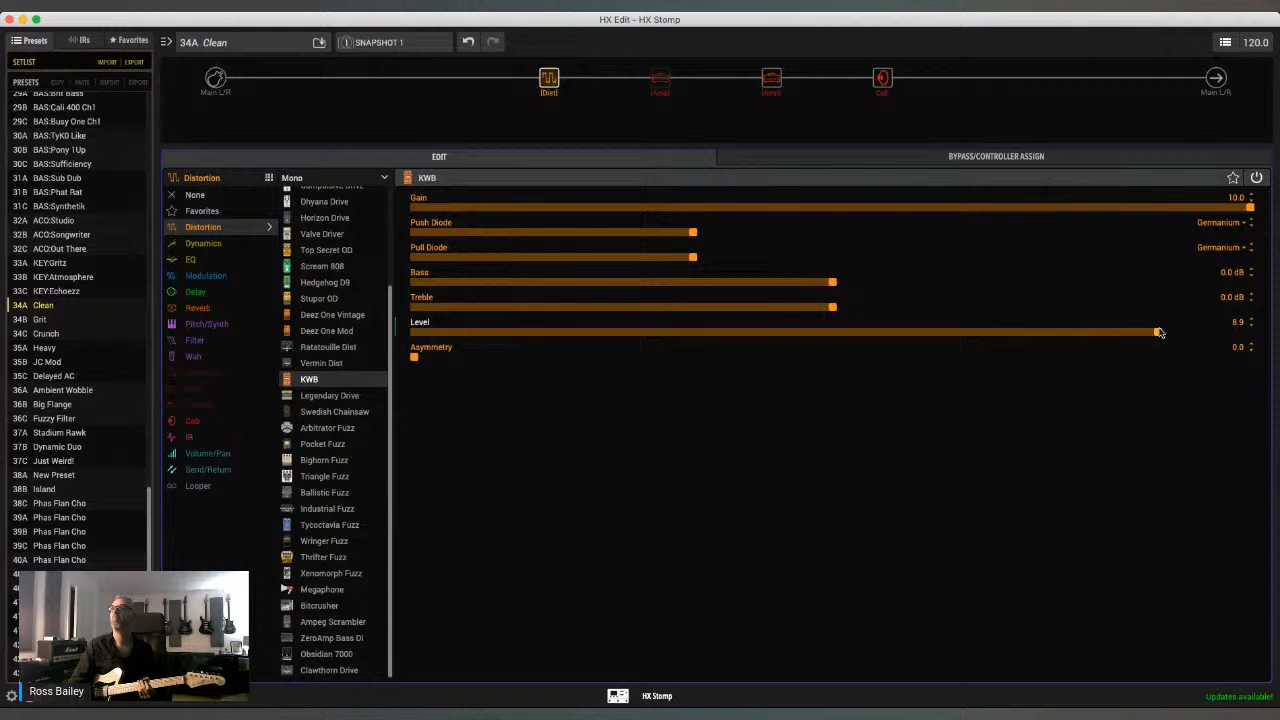 HX Edit - HX Stomp
Presets
IRs
Favorites
34A Clean
SNAPSHOT 1
120.0
SETLIST
IMPORT
EXPORT
PRESETS
COPY
PASTE
IMPORT
EXPORT
29A BAS:Brit Bass
29B BAS:Cali 400 Ch1
29C BAS:Busy One Ch1
30A BAS:TyK0 Like
30B BAS:Pony 1Up
30C BAS:Sufficiency
31A BAS:Sub Dub
31B BAS:Phat Rat
31C BAS:Synthetik
32A ACO:Studio
32B ACO:Songwriter
32C ACO:Out There
33A KEY:Gritz
33B KEY:Atmosphere
33C KEY:Echoezz
34A Clean
34B Grit
34C Crunch
35A Heavy
35B JC Mod
35C Delayed AC
36A Ambient Wobble
36B Big Flange
36C Fuzzy Filter
37A Stadium Rawk
37B Dynamic Duo
37C Just Weird!
38A New Preset
38B Island
38C Phas Flan Cho
39A Phas Flan Cho
39B Phas Flan Cho
39C Phas Flan Cho
40A Phas Flan Cho
Main L/R
[Dist]
[Amp]
[Amp]
Cab
Main L/R
EDIT
BYPASS/CONTROLLER ASSIGN
Distortion
None
Favorites
Distortion
Dynamics
EQ
Modulation
Delay
Reverb
Pitch/Synth
Filter
Wah
Cab
IR
Volume/Pan
Send/Return
Looper
Mono
Compulsive Drive
Dhyana Drive
Horizon Drive
Valve Driver
Top Secret OD
Scream 808
Hedgehog D9
Stupor OD
Deez One Vintage
Deez One Mod
Ratatouille Dist
Vermin Dist
KWB
Legendary Drive
Swedish Chainsaw
Arbitrator Fuzz
Pocket Fuzz
Bighorn Fuzz
Triangle Fuzz
Ballistic Fuzz
Industrial Fuzz
Tycoctavia Fuzz
Wringer Fuzz
Thrifter Fuzz
Xenomorph Fuzz
Megaphone
Bitcrusher
Ampeg Scrambler
ZeroAmp Bass DI
Obsidian 7000
Clawthorn Drive
KWB
Gain 10.0
Push Diode Germanium
Pull Diode Germanium
Bass 0.0 dB
Treble 0.0 dB
Level 8.9
Asymmetry 0.0
Ross Bailey
HX Stomp
Updates available!